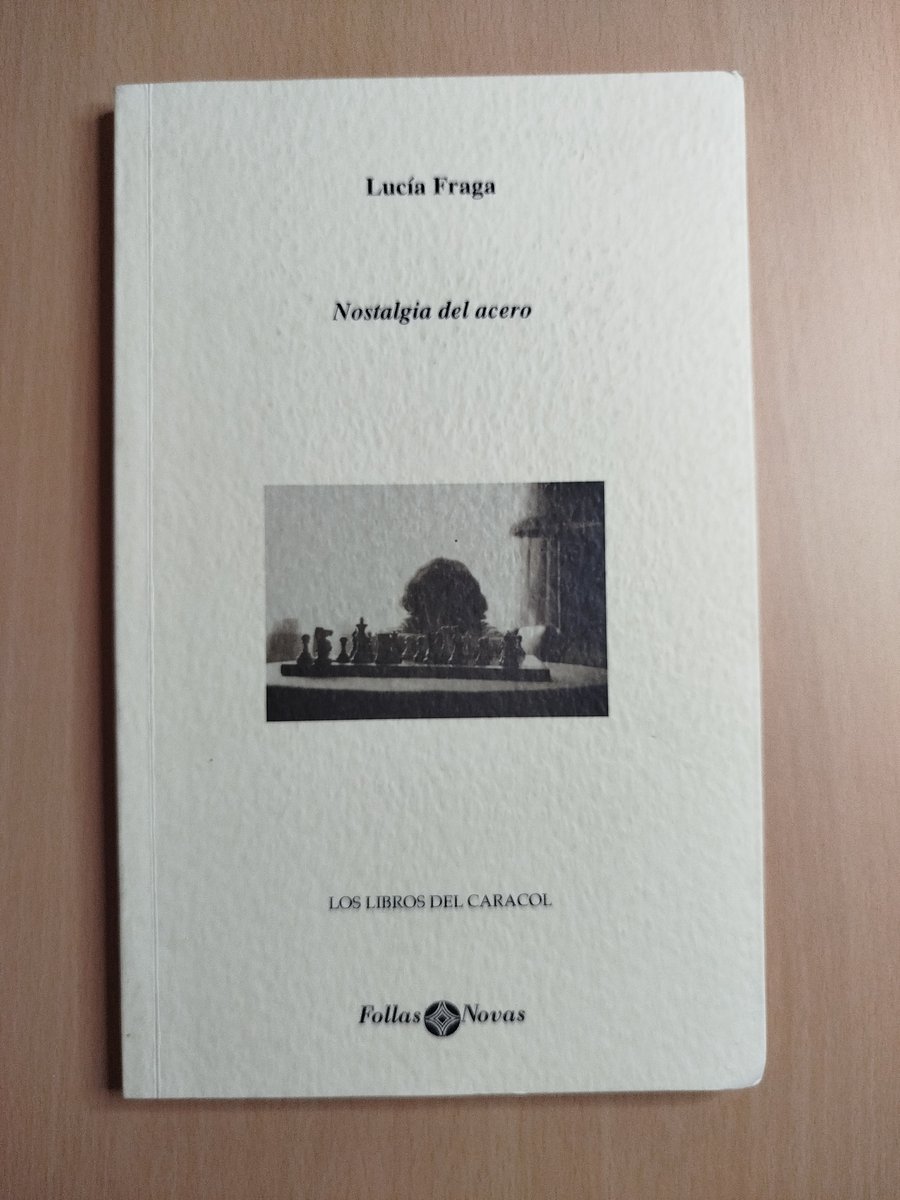 Lucía Fraga
Nostalgia del acero
LOS LIBROS DEL CARACOL
Follas Novas